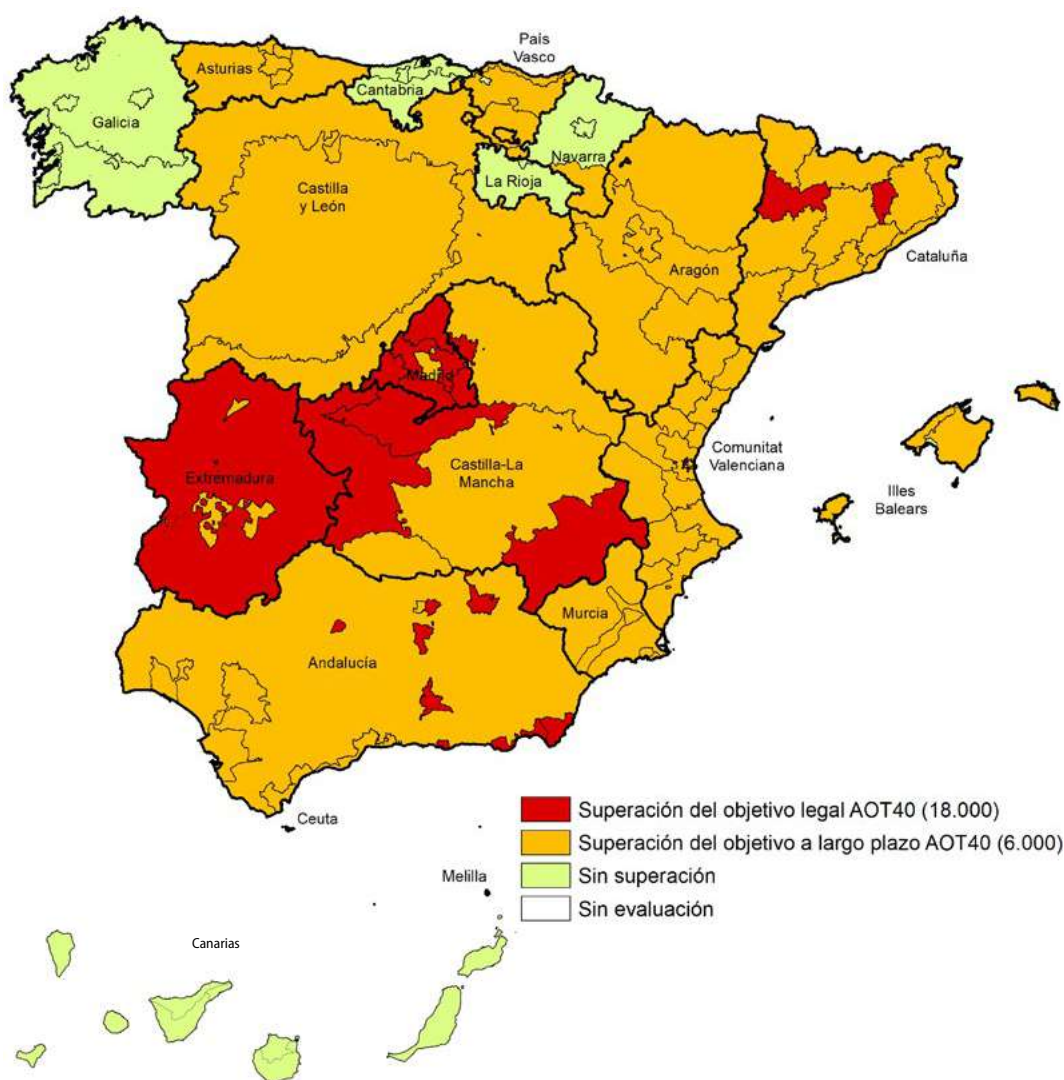 País
Vasco
Asturias
Cantabria
Galicia
Navarra
La Rioja
Castilla
y León
Cataluña
Aragón
Madrid
Comunitat
Valenciana
Castilla-La
Mancha
Extremadura
Illes
Balears
Murcia
Andalucía
Superación del objetivo legal AOT40 (18.000)
Ceuta
Superación del objetivo a largo plazo AOT40 (6.000)
Melilla
Sin superación
Sin evaluación
Canarias